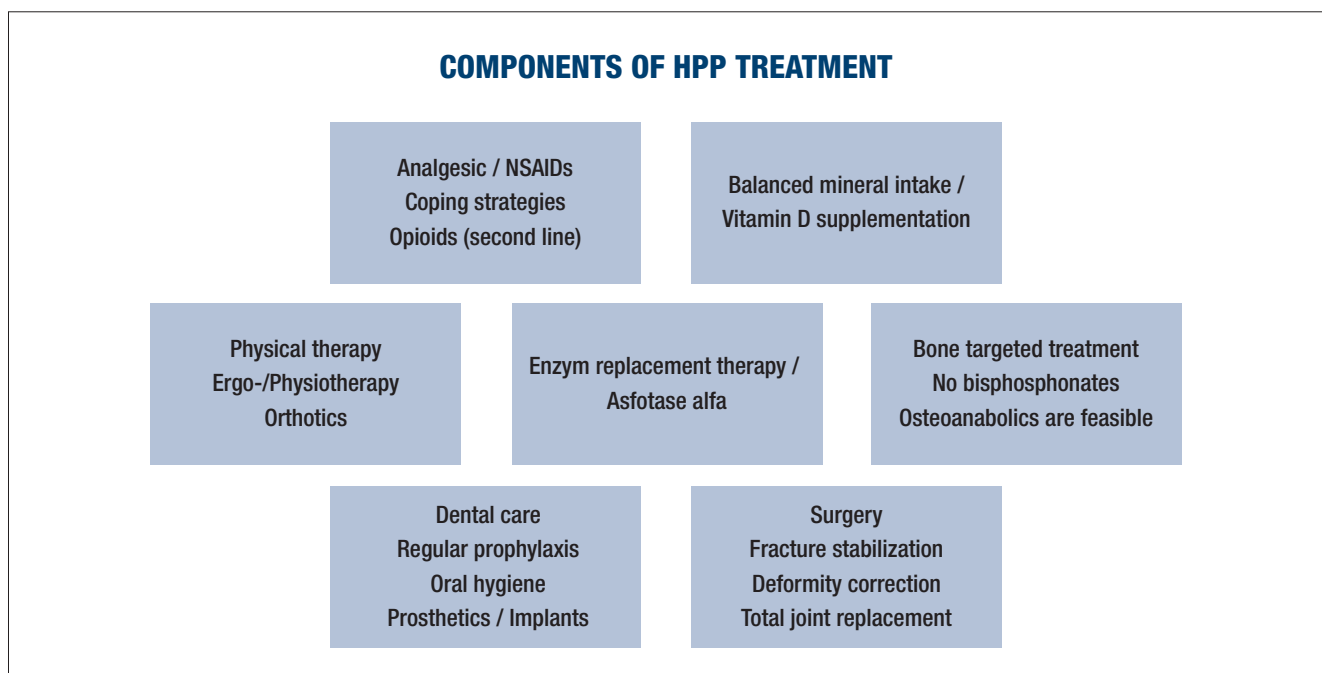 COMPONENTS OF HPP TREATMENT
Analgesic / NSAIDs
Coping strategies
Opioids (second line)
Balanced mineral intake /
Vitamin D supplementation
Physical therapy
Ergo-/Physiotherapy
Orthotics
Enzym replacement therapy /
Asfotase alfa
Bone targeted treatment
No bisphosphonates
Osteoanabolics are feasible
Dental care
Regular prophylaxis
Oral hygiene
Prosthetics / Implants
Surgery
Fracture stabilization
Deformity correction
Total joint replacement